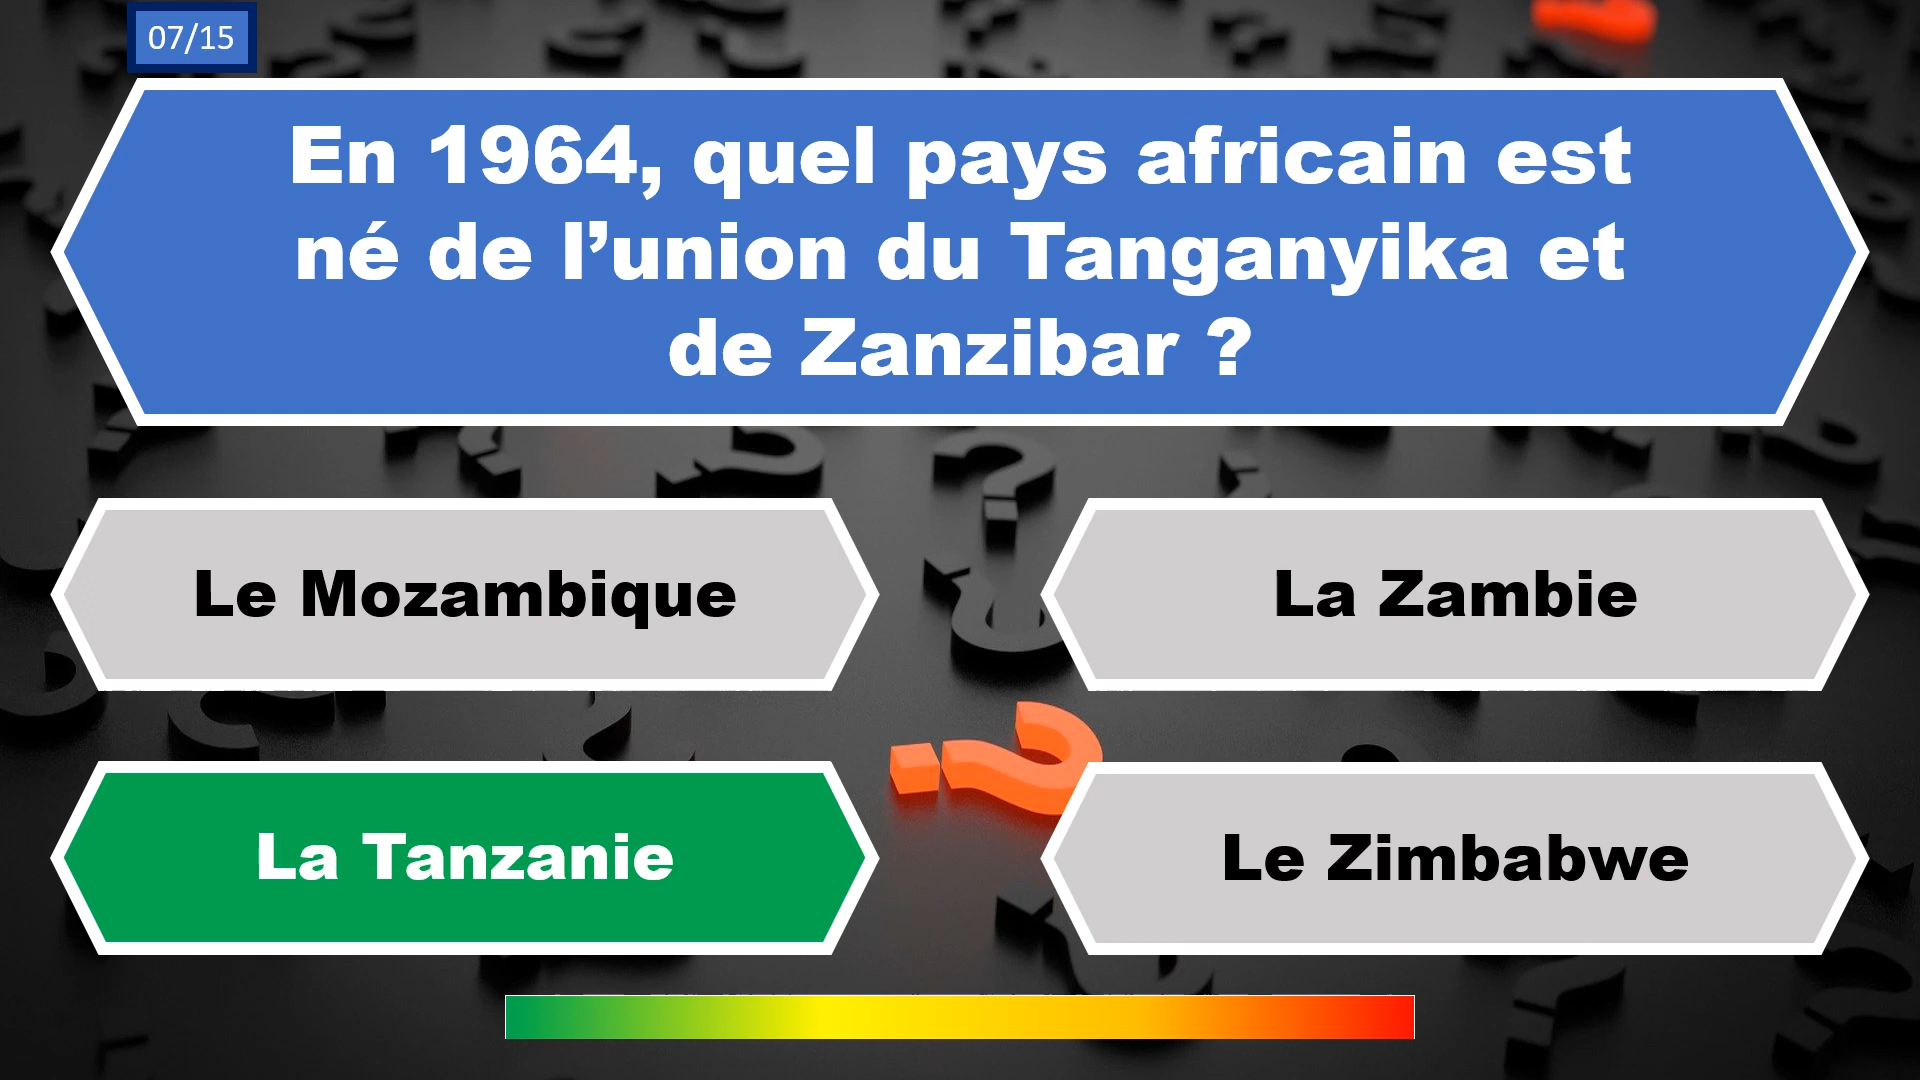 07/15
En 1964, quel pays africain est
né de l’union du Tanganyika et
de Zanzibar ?
Le Mozambique
La Zambie
La Tanzanie
Le Zimbabwe